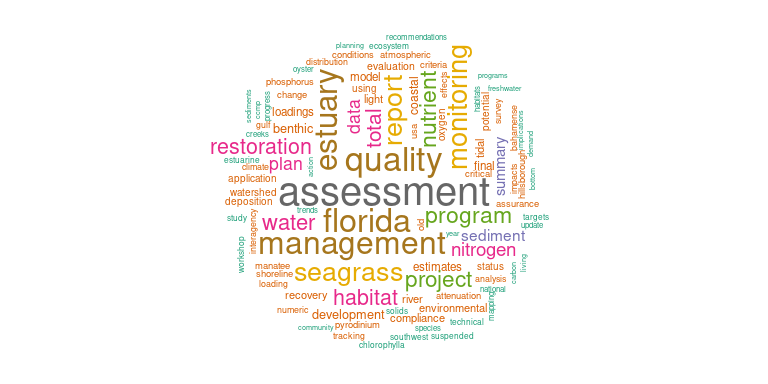 recommendations
planning
ecosystem
conditions
atmospheric
distribution
evaluation
criteria
oyster
model
programs
phosphorus
using
freshwater
change
light
loadings
benthic
gulf
creeks
sediments
ccmp
progress
estuary
data
total
report
usa
coastal
nutrient
oxygen
effects
monitoring
habitats
potential
survey
bahamense
implications
demand
hillsborough
bottom
impacts
tidal
summary
restoration
quality
final
critical
estuarine
climate
plan
action
application
watershed
deposition
assessment
assurance
trends
study
water
florida
old
program
targets
update
interagency
workshop
management
year
sediment
nitrogen
manatee
shoreline
loading
seagrass
estimates
status
project
analysis
national
carbon
living
mapping
recovery
habitat
river
attenuation
numeric
development
solids
environmental
compliance
community
pyrodinium
species
technical
tracking
southwest
suspended
chlorophylla